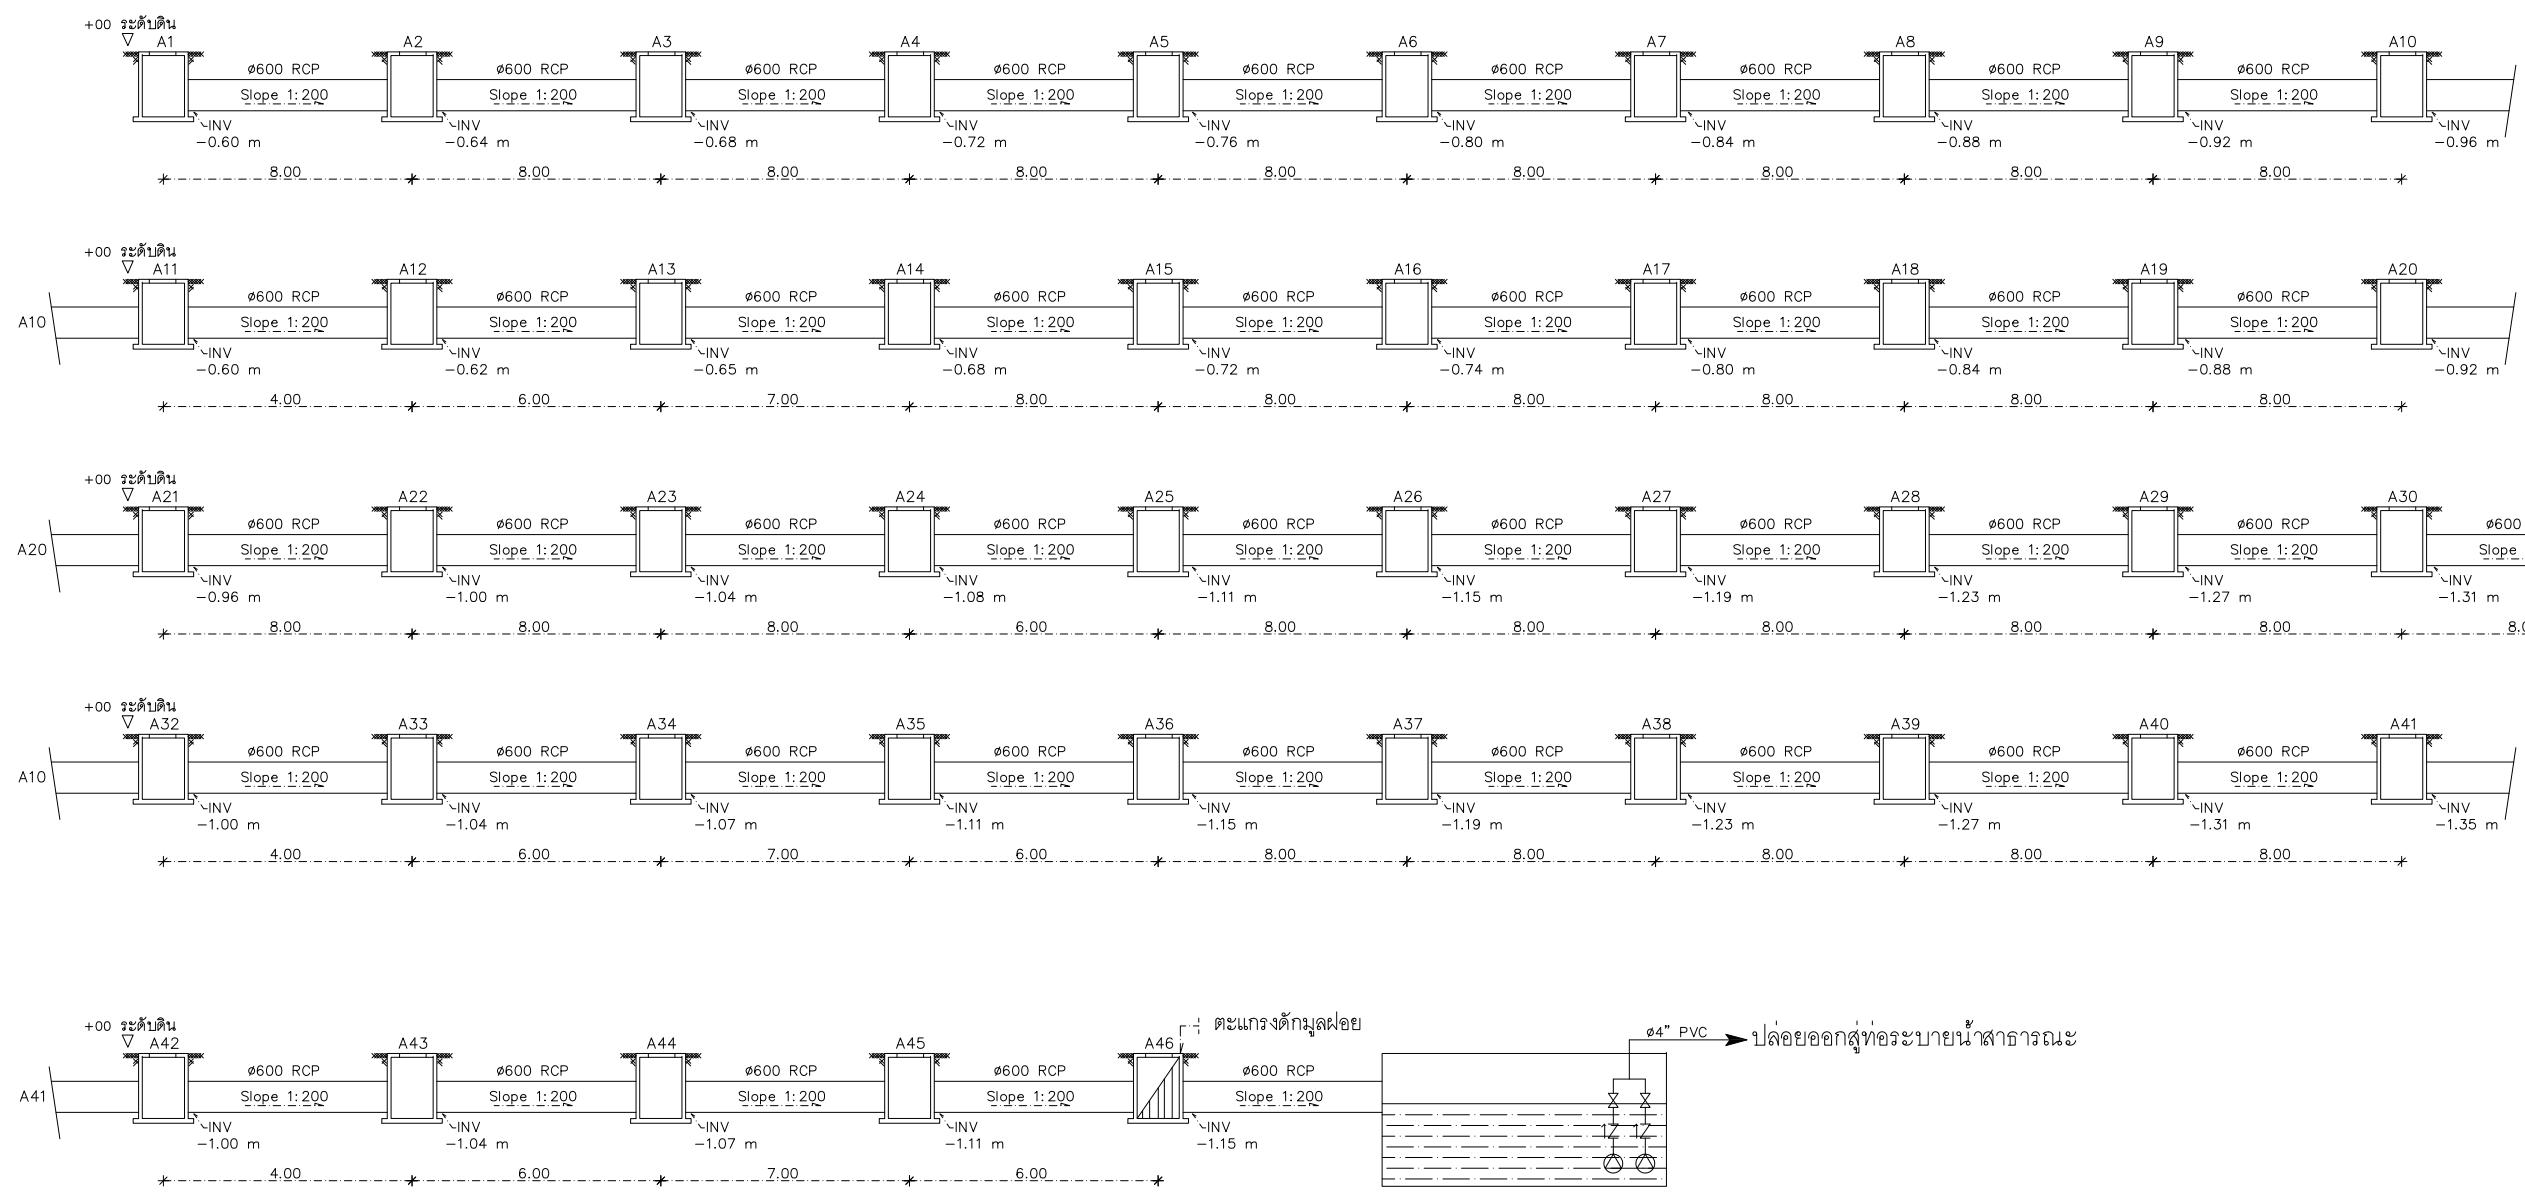 +00 ระดับดิน
A1 A2 A3 A4 A5 A6 A7 A8 A9 A10
ø600 RCP ø600 RCP ø600 RCP ø600 RCP ø600 RCP ø600 RCP ø600 RCP ø600 RCP ø600 RCP
Slope 1:200 Slope 1:200 Slope 1:200 Slope 1:200 Slope 1:200 Slope 1:200 Slope 1:200 Slope 1:200 Slope 1:200
INV INV INV INV INV INV INV INV INV INV
-0.60 m -0.64 m -0.68 m -0.72 m -0.76 m -0.80 m -0.84 m -0.88 m -0.92 m -0.96 m
8.00 8.00 8.00 8.00 8.00 8.00 8.00 8.00 8.00
+00 ระดับดิน
A11 A12 A13 A14 A15 A16 A17 A18 A19 A20
ø600 RCP ø600 RCP ø600 RCP ø600 RCP ø600 RCP ø600 RCP ø600 RCP ø600 RCP ø600 RCP
A10 Slope 1:200 Slope 1:200 Slope 1:200 Slope 1:200 Slope 1:200 Slope 1:200 Slope 1:200 Slope 1:200 Slope 1:200
INV INV INV INV INV INV INV INV INV INV
-0.60 m -0.62 m -0.65 m -0.68 m -0.72 m -0.74 m -0.80 m -0.84 m -0.88 m -0.92 m
4.00 6.00 7.00 8.00 8.00 8.00 8.00 8.00 8.00
+00 ระดับดิน
A21 A22 A23 A24 A25 A26 A27 A28 A29 A30
ø600 RCP ø600 RCP ø600 RCP ø600 RCP ø600 RCP ø600 RCP ø600 RCP ø600 RCP ø600 RCP ø600
A20 Slope 1:200 Slope 1:200 Slope 1:200 Slope 1:200 Slope 1:200 Slope 1:200 Slope 1:200 Slope 1:200 Slope 1:200 Slope
INV INV INV INV INV INV INV INV INV INV
-0.96 m -1.00 m -1.04 m -1.08 m -1.11 m -1.15 m -1.19 m -1.23 m -1.27 m -1.31 m
8.00 8.00 8.00 6.00 8.00 8.00 8.00 8.00 8.00
+00 ระดับดิน
A32 A33 A34 A35 A36 A37 A38 A39 A40 A41
ø600 RCP ø600 RCP ø600 RCP ø600 RCP ø600 RCP ø600 RCP ø600 RCP ø600 RCP ø600 RCP
A10 Slope 1:200 Slope 1:200 Slope 1:200 Slope 1:200 Slope 1:200 Slope 1:200 Slope 1:200 Slope 1:200 Slope 1:200
INV INV INV INV INV INV INV INV INV INV
-1.00 m -1.04 m -1.07 m -1.11 m -1.15 m -1.19 m -1.23 m -1.27 m -1.31 m -1.35 m
4.00 6.00 7.00 6.00 8.00 8.00 8.00 8.00 8.00
+00 ระดับดิน ตะแกรงดักมูลฝอย
ø4" PVC ปล่อยออกสู่ท่อระบายน้ำสาธารณะ
A42 A43 A44 A45 A46
ø600 RCP ø600 RCP ø600 RCP ø600 RCP ø600 RCP
A41 Slope 1:200 Slope 1:200 Slope 1:200 Slope 1:200 Slope 1:200
INV INV INV INV INV
-1.00 m -1.04 m -1.07 m -1.11 m -1.15 m
4.00 6.00 7.00 6.00